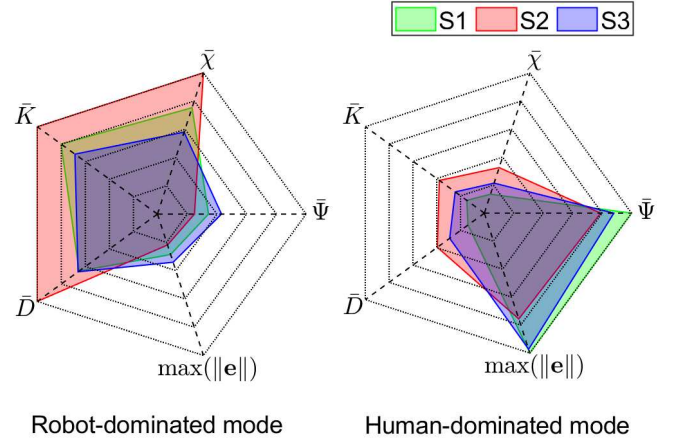 S1 S2 S3
χ̄
K̄
Ψ̄
D̄
max(‖e‖)
χ̄
K̄
Ψ̄
D̄
max(‖e‖)
Robot-dominated mode
Human-dominated mode